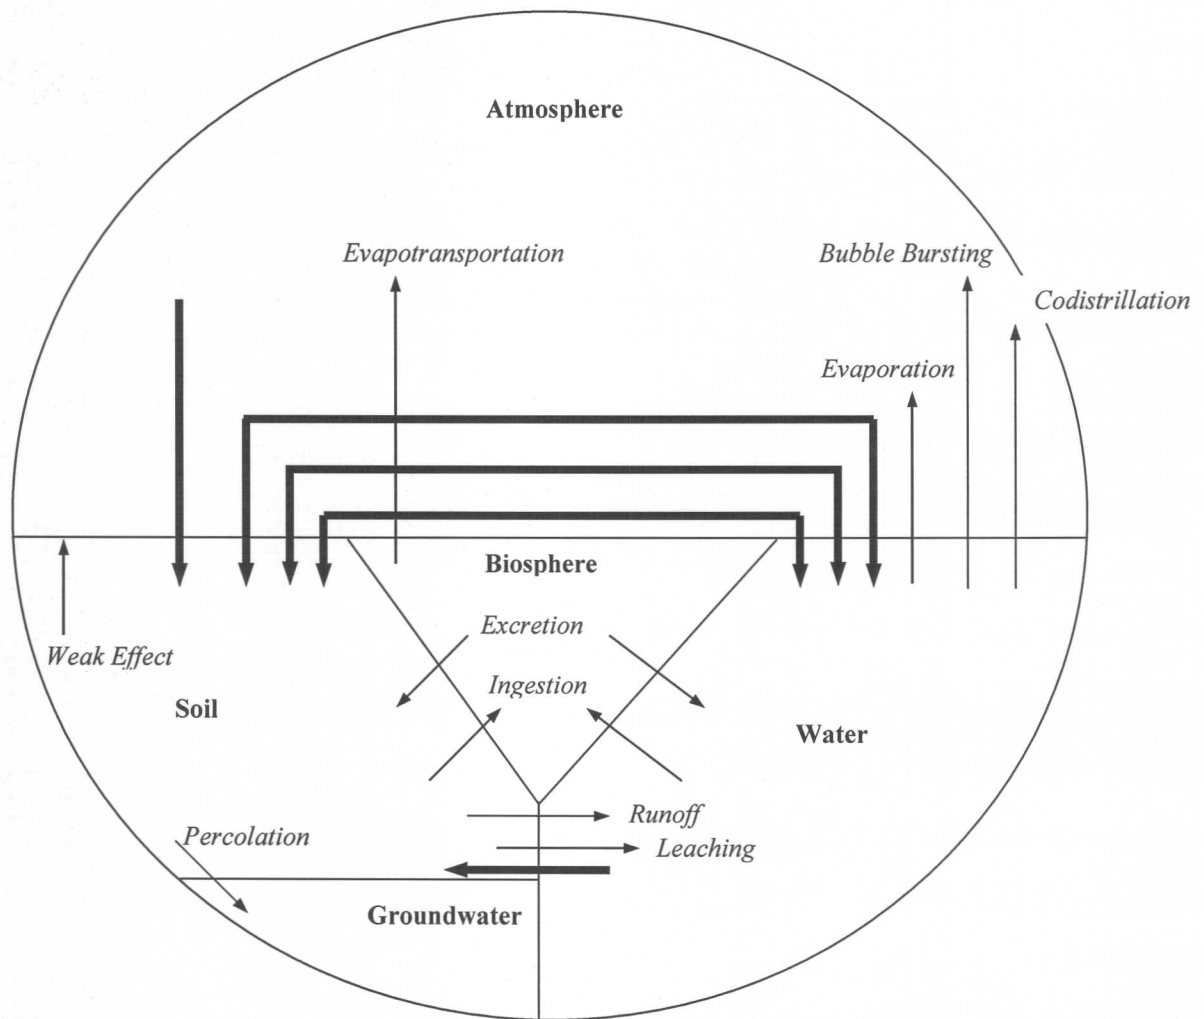 Atmosphere
Evapotransportation
Bubble Bursting
Codistrillation
Evaporation
Biosphere
Excretion
Weak Effect
Ingestion
Soil
Water
Runoff
Percolation
Leaching
Groundwater